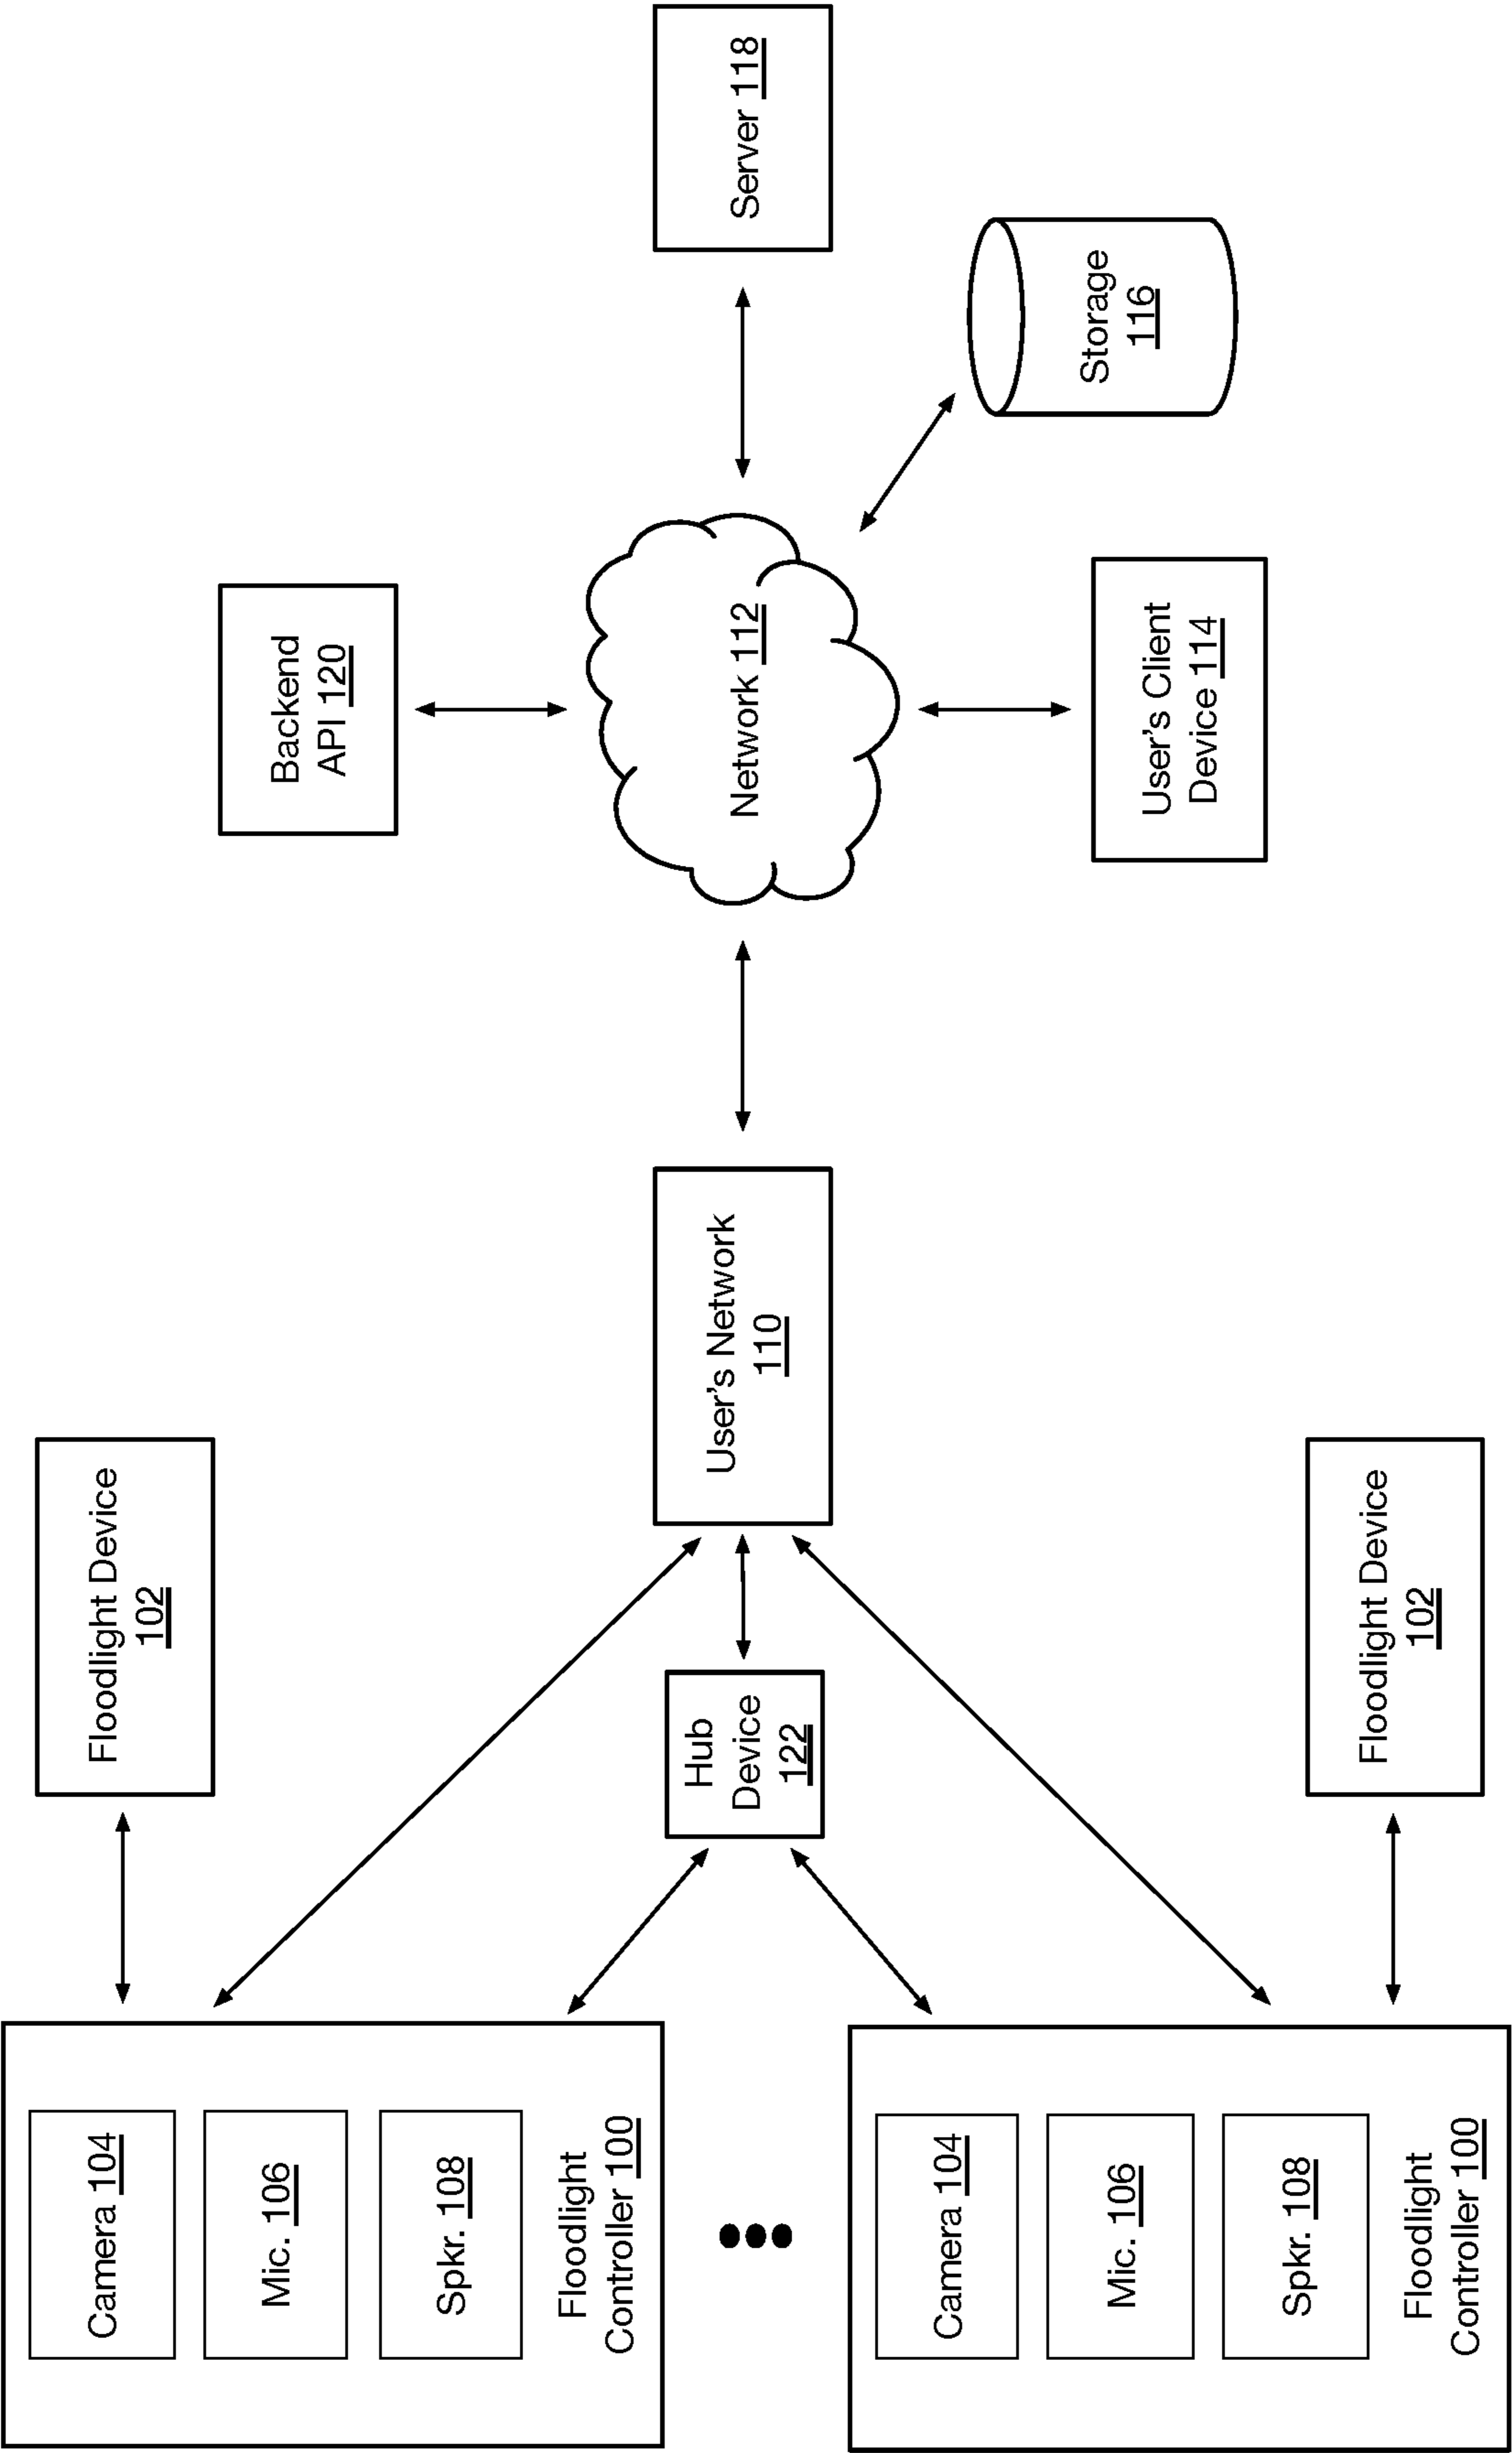 Camera 104
Mic. 106
Spkr. 108
Floodlight
Controller 100
Floodlight Device
102
Camera 104
Mic. 106
Spkr. 108
Floodlight
Controller 100
Floodlight Device
102
Hub
Device
122
User's Network
110
Backend
API 120
Network 112
User's Client
Device 114
Storage
116
Server 118